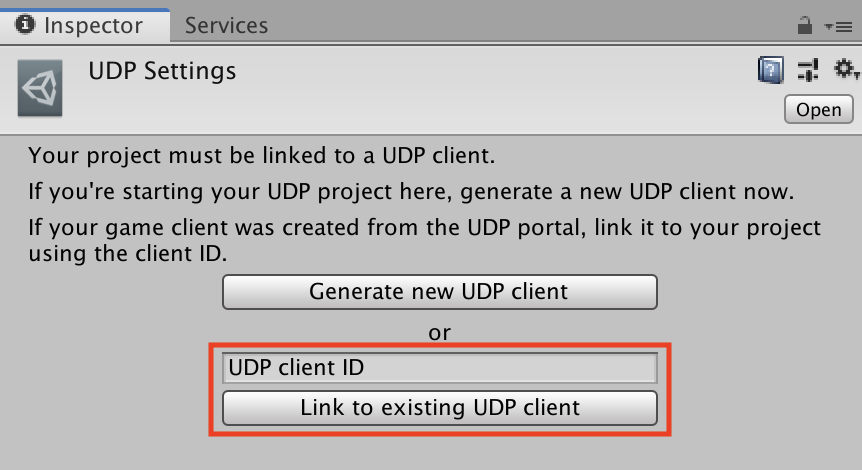 Inspector
Services
UDP Settings
Open
Your project must be linked to a UDP client.
If you're starting your UDP project here, generate a new UDP client now.
If your game client was created from the UDP portal, link it to your project
using the client ID.
Generate new UDP client
or
UDP client ID
Link to existing UDP client